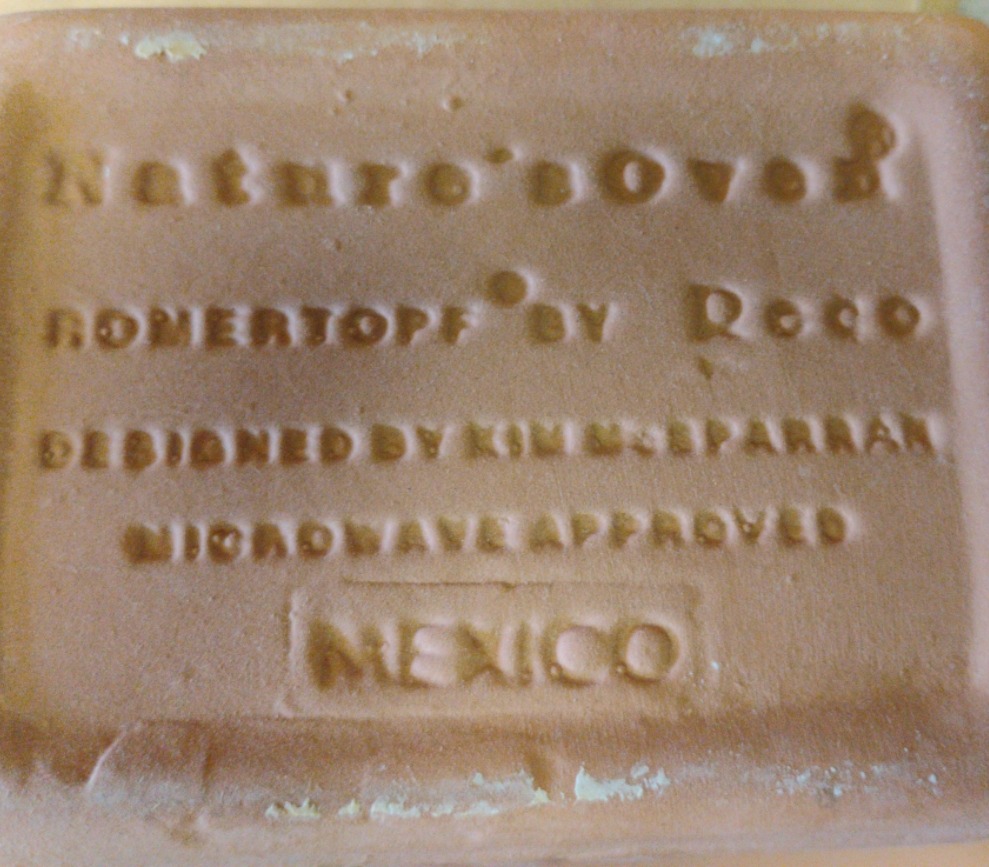 Nature's Oven®
ROMERTOPF® BY Reco
DESIGNED BY KIM McSPARRAN
MICROWAVE APPROVED
MEXICO